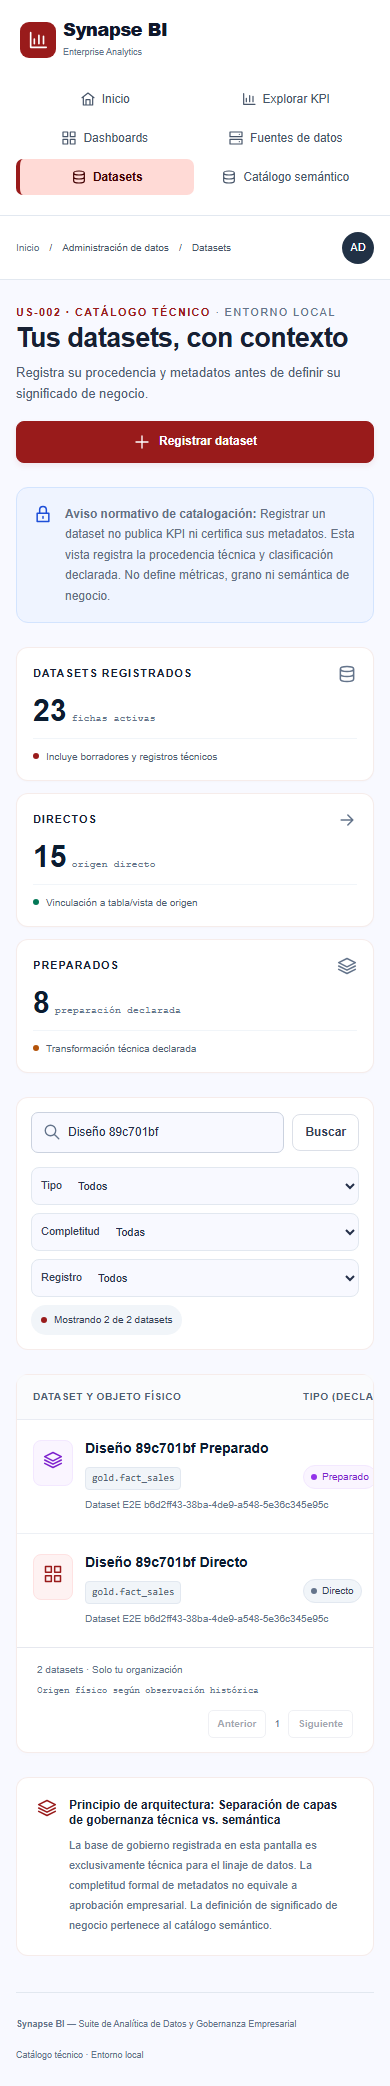 Synapse BI
Enterprise Analytics
Inicio
Explorar KPI
Dashboards
Fuentes de datos
Datasets
Catálogo semántico
Inicio / Administración de datos / Datasets
AD
US-002 · CATÁLOGO TÉCNICO · ENTORNO LOCAL
Tus datasets, con contexto
Registra su procedencia y metadatos antes de definir su
significado de negocio.
Registrar dataset
Aviso normativo de catalogación: Registrar un
dataset no publica KPI ni certifica sus metadatos. Esta
vista registra la procedencia técnica y clasificación
declarada. No define métricas, grano ni semántica de
negocio.
DATASETS REGISTRADOS
23 fichas activas
Incluye borradores y registros técnicos
DIRECTOS
15 origen directo
Vinculación a tabla/vista de origen
PREPARADOS
8 preparación declarada
Transformación técnica declarada
Diseño 89c701bf
Buscar
Tipo Todos
Completitud Todas
Registro Todos
Mostrando 2 de 2 datasets
DATASET Y OBJETO FÍSICO
TIPO (DECLA
Diseño 89c701bf Preparado
gold.fact_sales
Preparado
Dataset E2E b6d2ff43-38ba-4de9-a548-5e36c345e95c
Diseño 89c701bf Directo
gold.fact_sales
Directo
Dataset E2E b6d2ff43-38ba-4de9-a548-5e36c345e95c
2 datasets · Solo tu organización
Origen físico según observación histórica
Anterior 1 Siguiente
Principio de arquitectura: Separación de capas
de gobernanza técnica vs. semántica
La base de gobierno registrada en esta pantalla es
exclusivamente técnica para el linaje de datos. La
completitud formal de metadatos no equivale a
aprobación empresarial. La definición de significado de
negocio pertenece al catálogo semántico.
Synapse BI — Suite de Analítica de Datos y Gobernanza Empresarial
Catálogo técnico · Entorno local